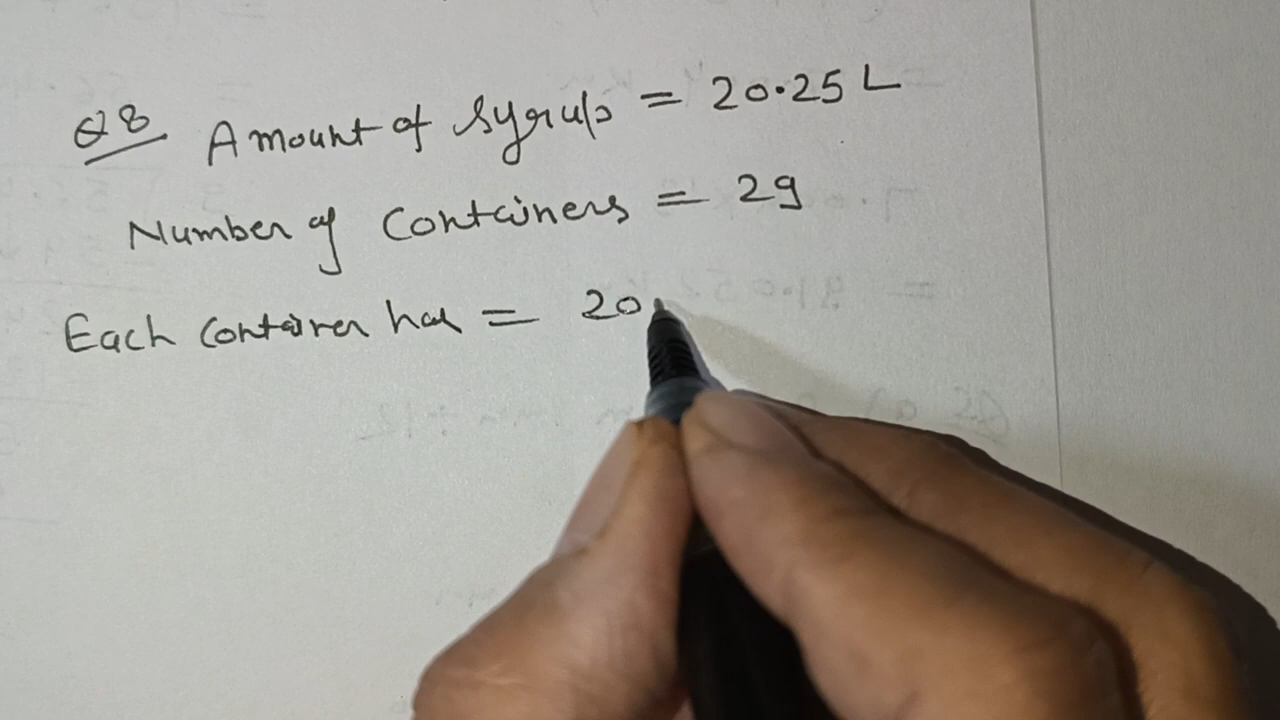 Q8 Amount of syrup = 20.25 L
Number of Containers = 29
Each Container has = 20